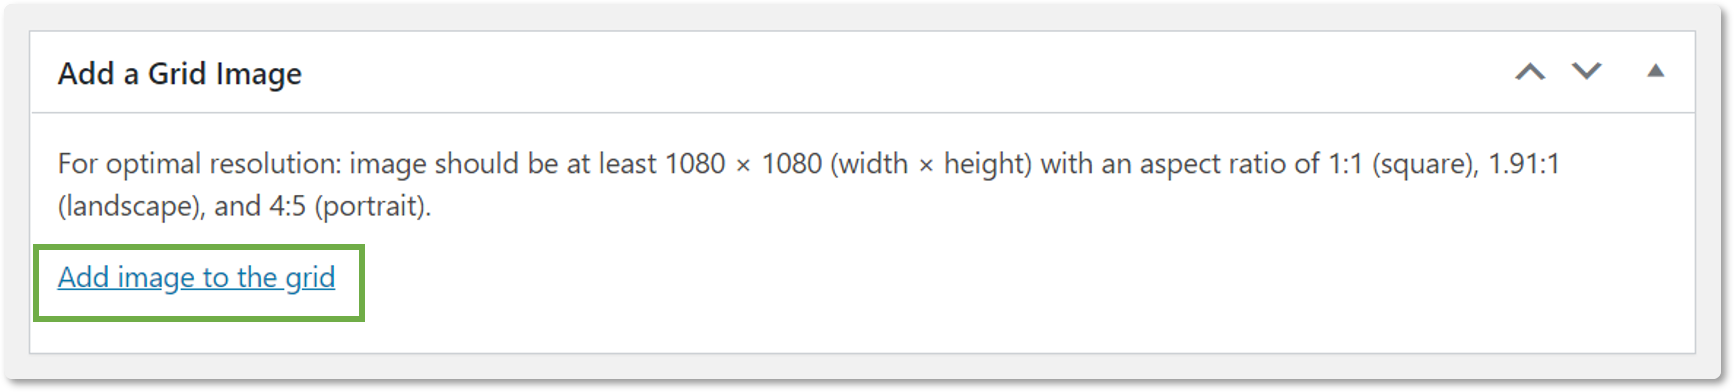 Add a Grid Image
For optimal resolution: image should be at least 1080 × 1080 (width × height) with an aspect ratio of 1:1 (square), 1.91:1
(landscape), and 4:5 (portrait).
Add image to the grid